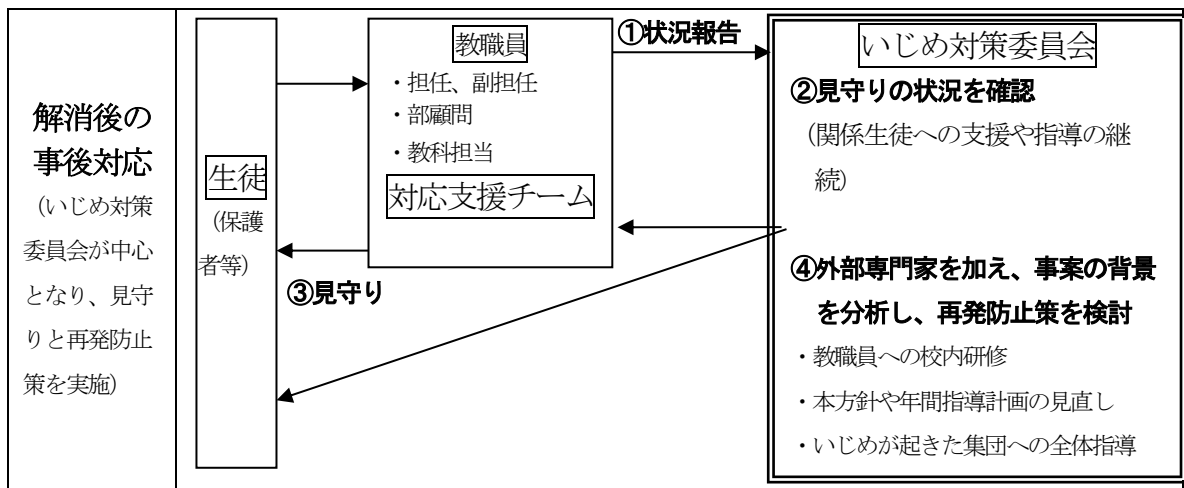 解消後の
事後対応
（いじめ対策
委員会が中心
となり、見守
りと再発防止
策を実施）
生徒
（保護
者等）
教職員
・担任、副担任
・部顧問
・教科担当
対応支援チーム
①状況報告
③見守り
いじめ対策委員会
②見守りの状況を確認
（関係生徒への支援や指導の継
続）
④外部専門家を加え、事案の背景
を分析し、再発防止策を検討
・教職員への校内研修
・本方針や年間指導計画の見直し
・いじめが起きた集団への全体指導